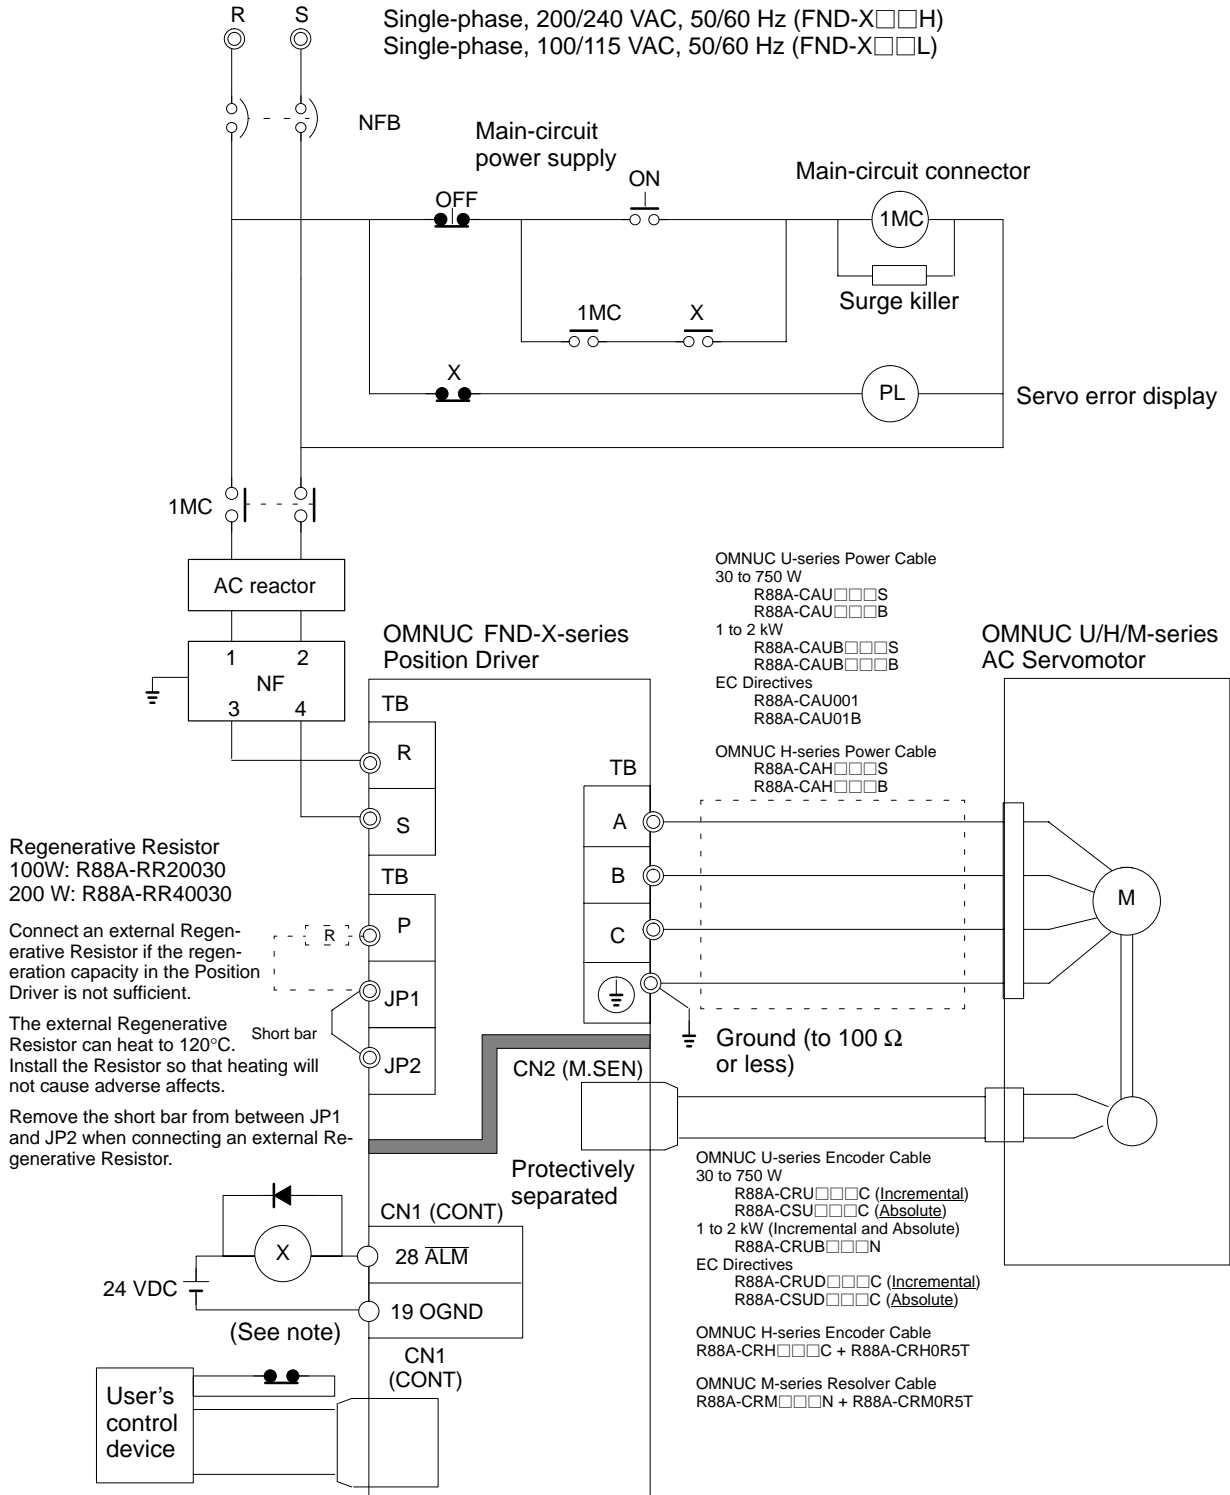 R S
Single-phase, 200/240 VAC, 50/60 Hz (FND-X□□H)
Single-phase, 100/115 VAC, 50/60 Hz (FND-X□□L)
NFB
Main-circuit
power supply
OFF
ON
Main-circuit connector
1MC
Surge killer
1MC X
X
PL
Servo error display
1MC
AC reactor
1 2
NF
3 4
OMNUC FND-X-series
Position Driver
TB
R
S
TB
P
JP1
JP2
Regenerative Resistor
100W: R88A-RR20030
200 W: R88A-RR40030
Connect an external Regen-
erative Resistor if the regen-
eration capacity in the Position
Driver is not sufficient.
The external Regenerative
Resistor can heat to 120°C.
Install the Resistor so that heating will
not cause adverse affects.
Remove the short bar from between JP1
and JP2 when connecting an external Re-
generative Resistor.
R
Short bar
TB
A
B
C
OMNUC U-series Power Cable
30 to 750 W
R88A-CAU□□□S
R88A-CAU□□□B
1 to 2 kW
R88A-CAUB□□□S
R88A-CAUB□□□B
EC Directives
R88A-CAU001
R88A-CAU01B
OMNUC H-series Power Cable
R88A-CAH□□□S
R88A-CAH□□□B
OMNUC U/H/M-series
AC Servomotor
M
Ground (to 100 Ω
or less)
CN2 (M.SEN)
Protectively
separated
OMNUC U-series Encoder Cable
30 to 750 W
R88A-CRU□□□C (Incremental)
R88A-CSU□□□C (Absolute)
1 to 2 kW (Incremental and Absolute)
R88A-CRUB□□□N
EC Directives
R88A-CRUD□□□C (Incremental)
R88A-CSUD□□□C (Absolute)
OMNUC H-series Encoder Cable
R88A-CRH□□□C + R88A-CRH0R5T
OMNUC M-series Resolver Cable
R88A-CRM□□□N + R88A-CRM0R5T
CN1 (CONT)
X
28 ALM
24 VDC
19 OGND
(See note)
CN1
(CONT)
User's
control
device